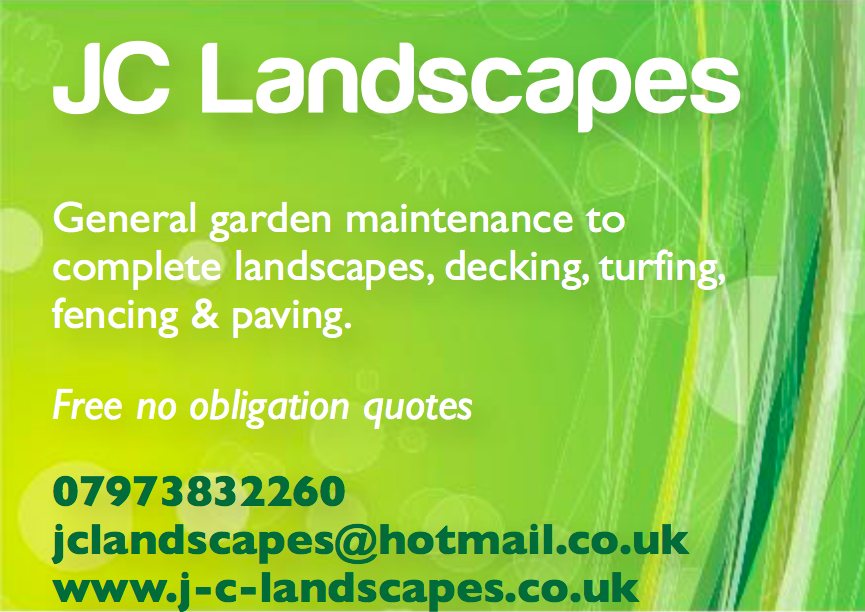 JC Landscapes
General garden maintenance to
complete landscapes, decking, turfing,
fencing & paving.
Free no obligation quotes
07973832260
jclandscapes@hotmail.co.uk
www.j-c-landscapes.co.uk